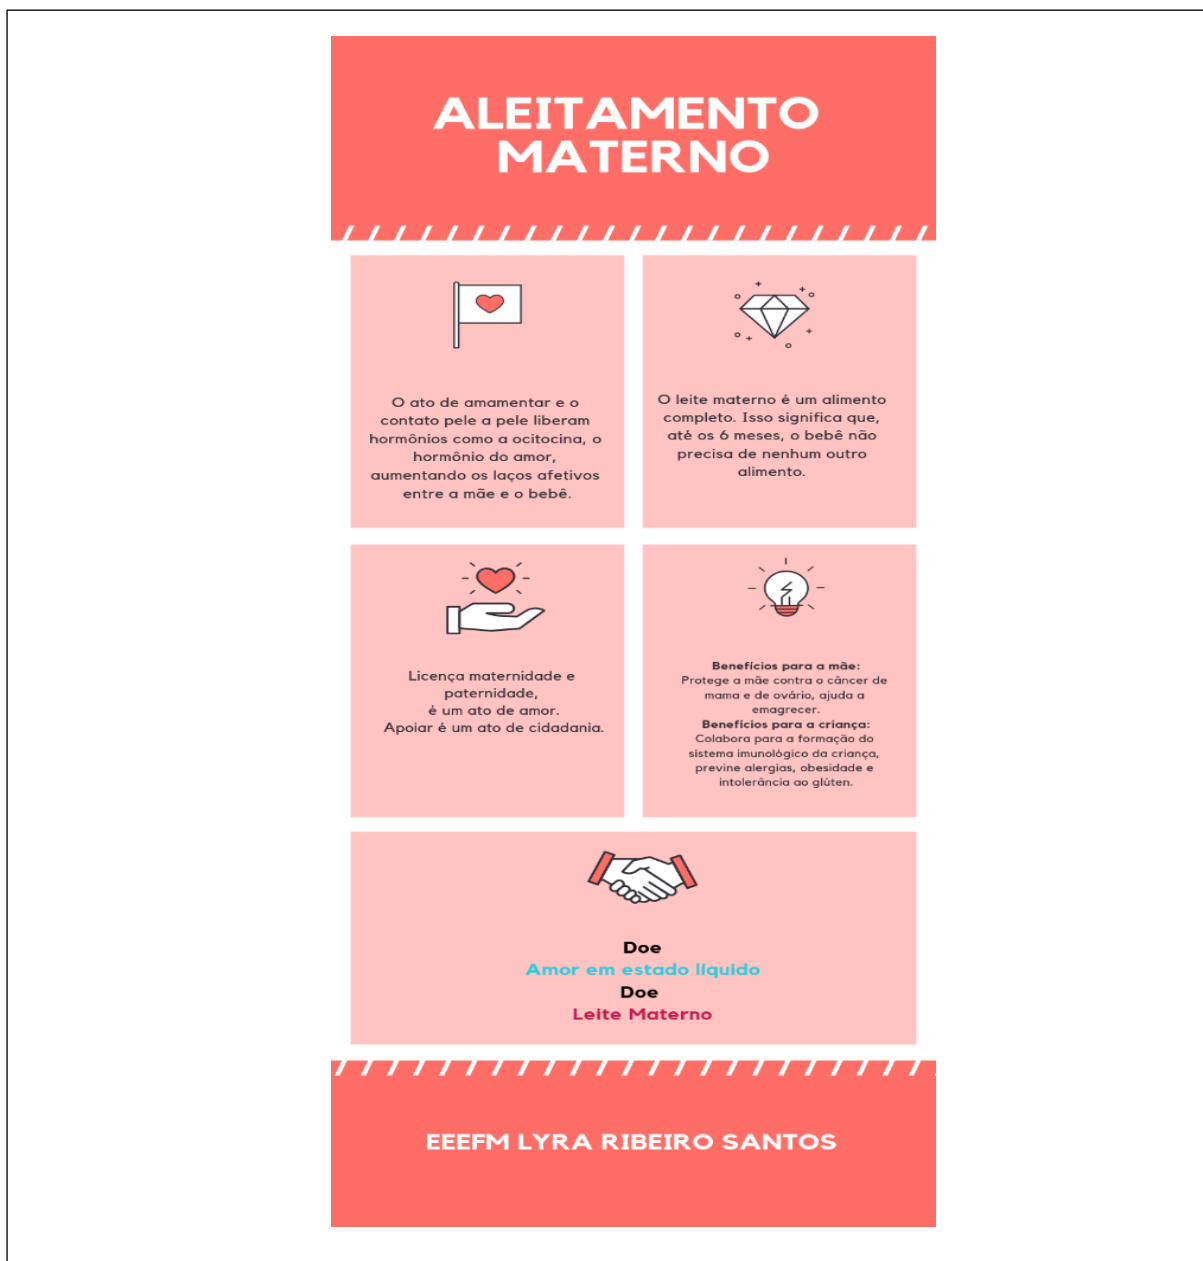 ALEITAMENTO
MATERNO
O ato de amamentar e o
contato pele a pele liberam
hormônios como a ocitocina, o
hormônio do amor,
aumentando os laços afetivos
entre a mãe e o bebê.
O leite materno é um alimento
completo. Isso significa que,
até os 6 meses, o bebê não
precisa de nenhum outro
alimento.
Licença maternidade e
paternidade,
é um ato de amor.
Apoiar é um ato de cidadania.
Benefícios para a mãe:
Protege a mãe contra o câncer de
mama e de ovário, ajuda a
emagrecer.
Benefícios para a criança:
Colabora para a formação do
sistema imunológico da criança,
previne alergias, obesidade e
intolerância ao glúten.
Doe
Amor em estado líquido
Doe
Leite Materno
EEEFM LYRA RIBEIRO SANTOS